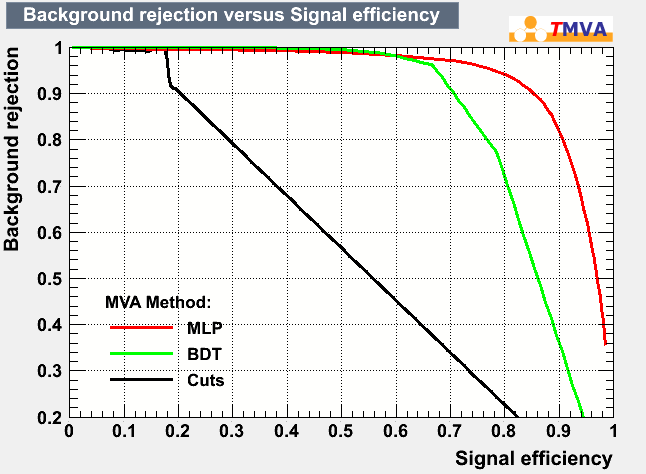 Background rejection versus Signal efficiency
TMVA
Background rejection
1
0.9
0.8
0.7
0.6
0.5
0.4
0.3
0.2
MVA Method:
MLP
BDT
Cuts
0 0.1 0.2 0.3 0.4 0.5 0.6 0.7 0.8 0.9 1
Signal efficiency